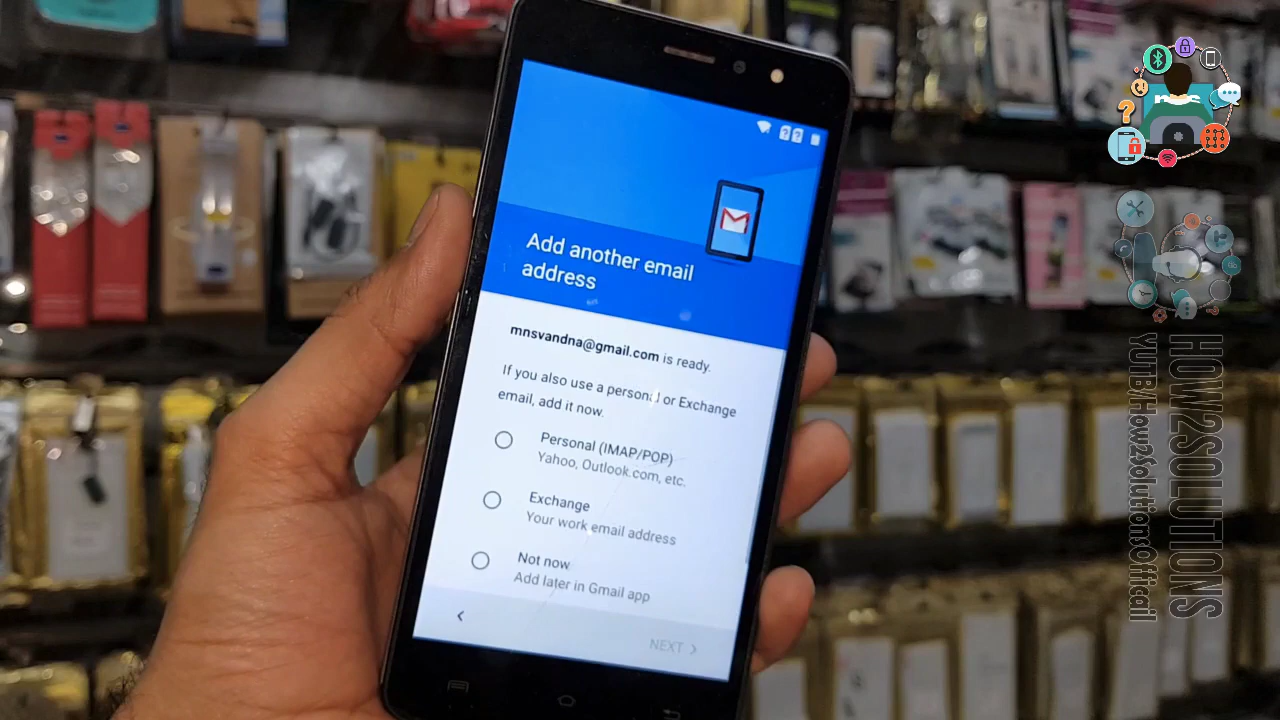 Add another email
address
mnsvandna@gmail.com is ready.
If you also use a personal or Exchange
email, add it now.
Personal (IMAP/POP)
Yahoo, Outlook.com, etc.
Exchange
Your work email address
Not now
Add later in Gmail app
NEXT
HOW2SOLUTIONS
YUTB/How2SolutionsOfficail